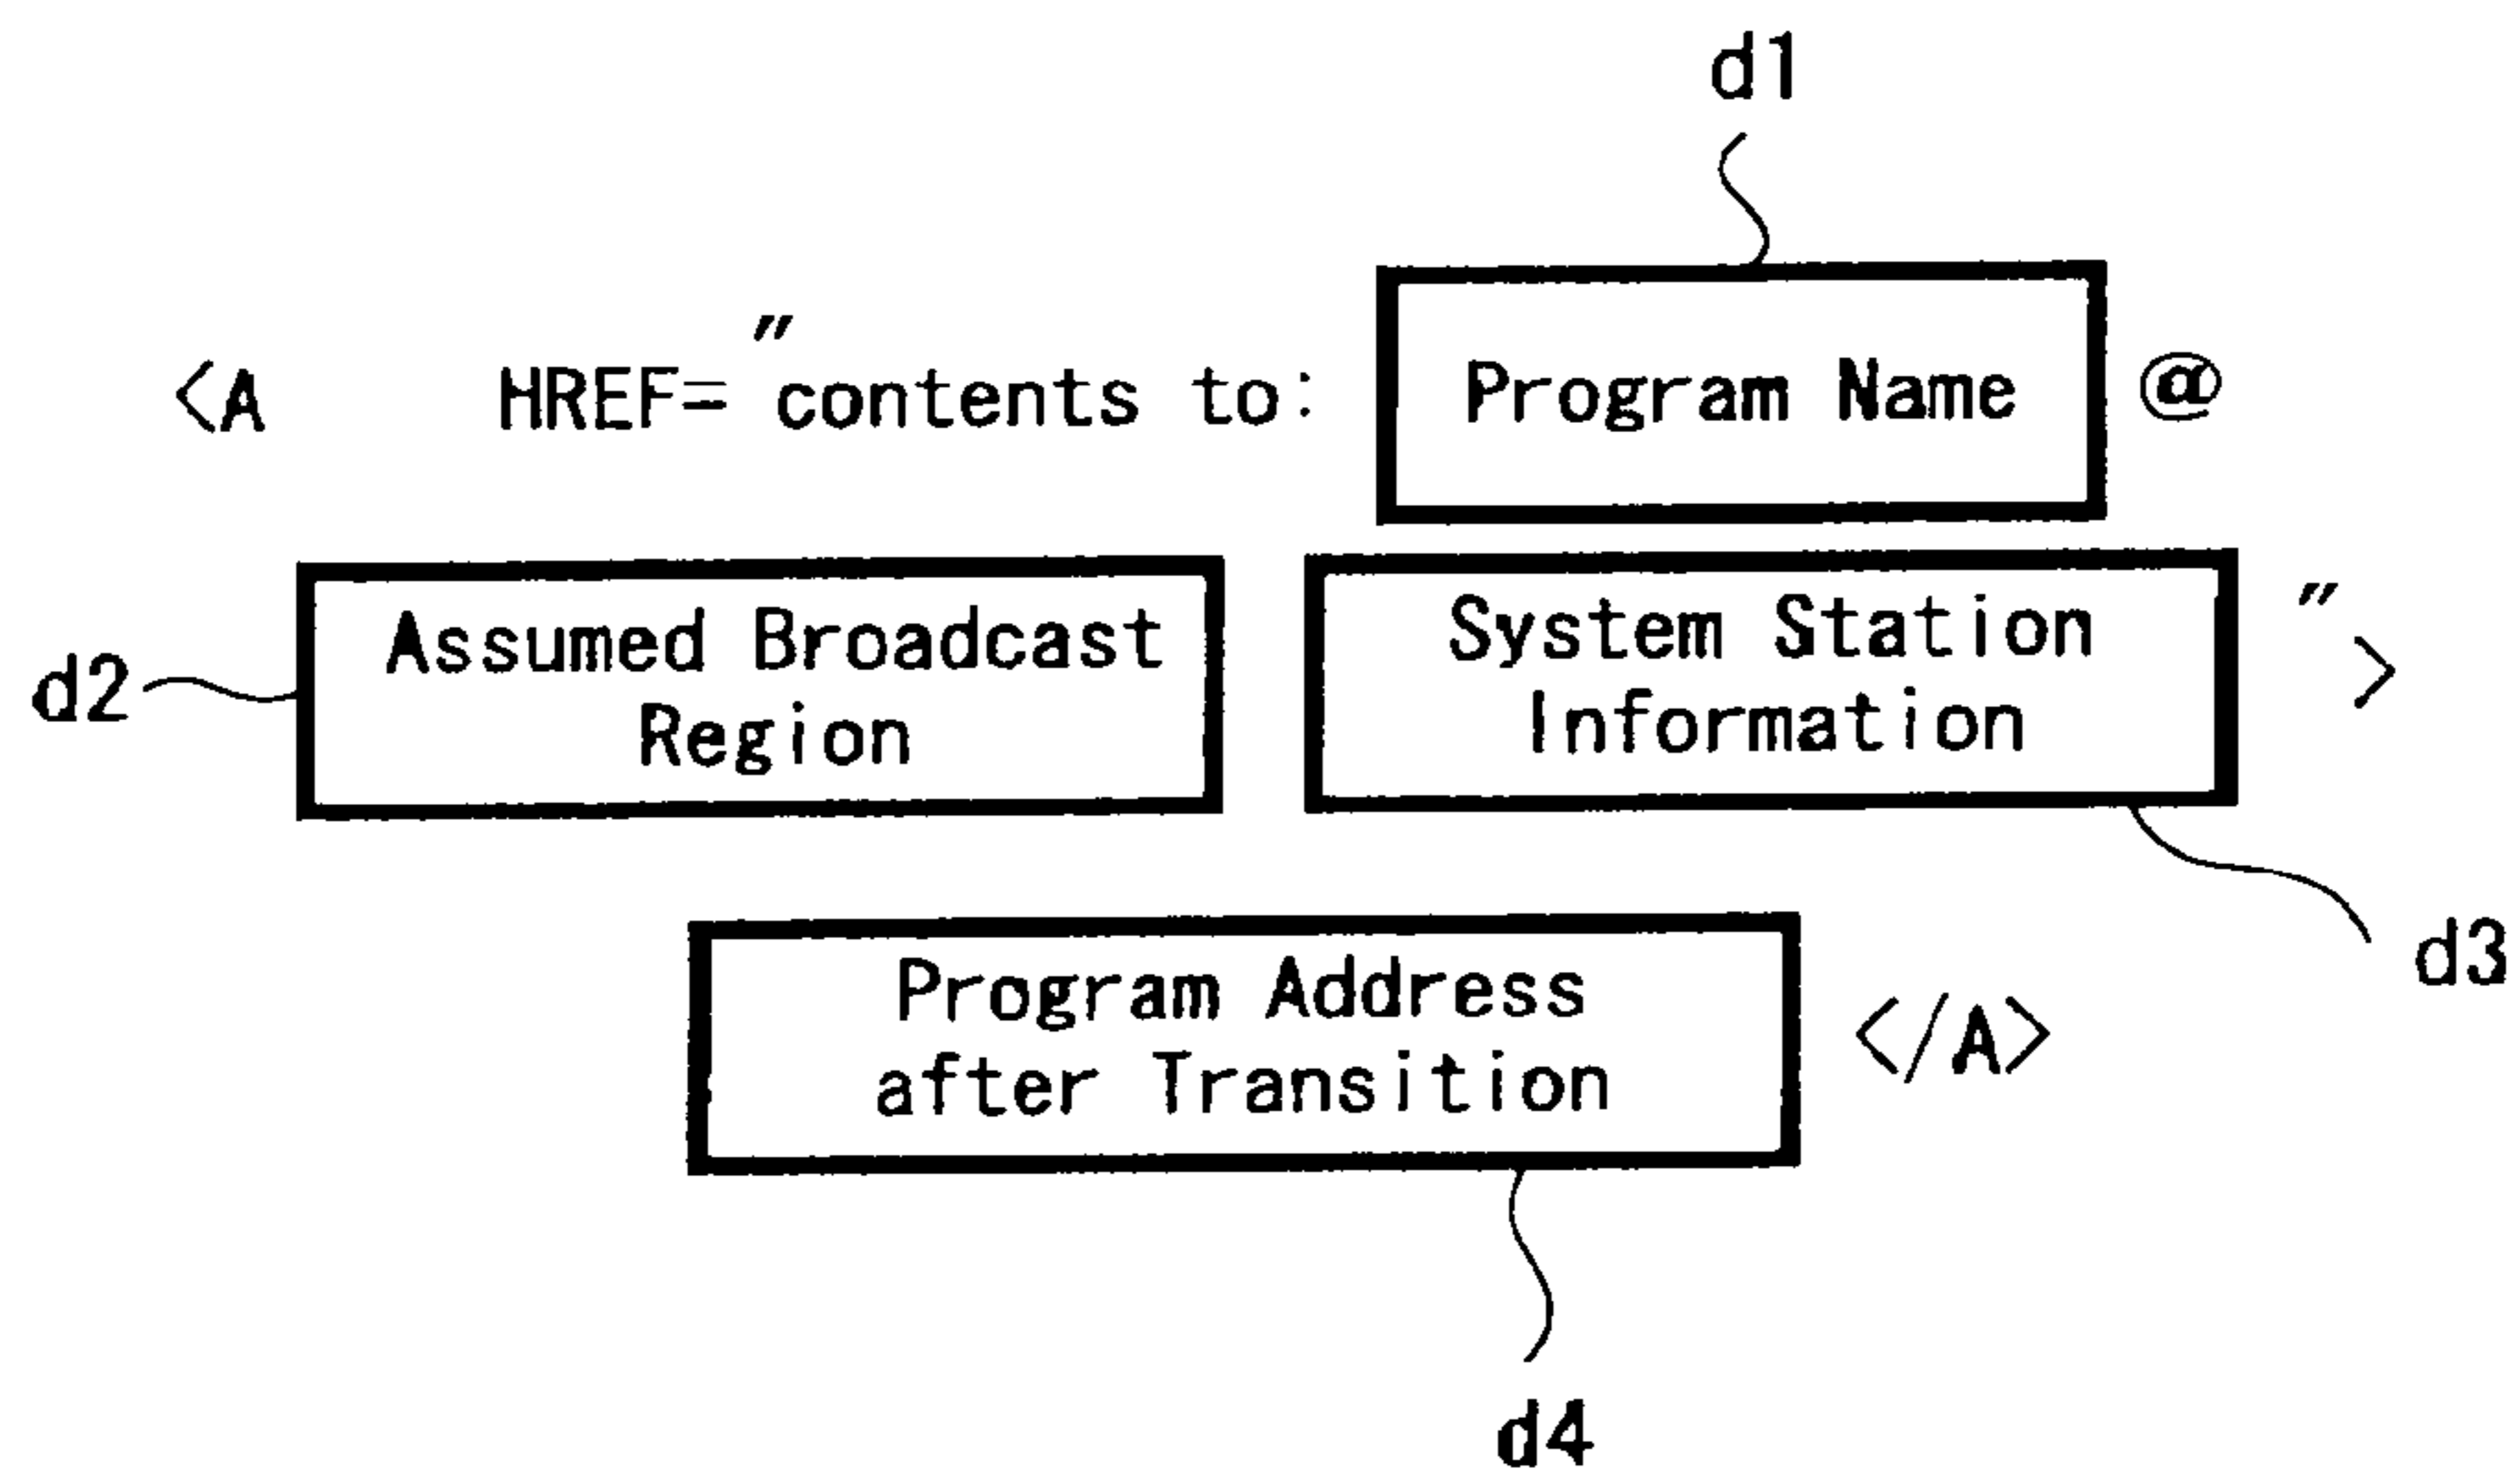 d1
<A HREF="contents to: Program Name @
Assumed Broadcast Region System Station Information ">
d2
d3
Program Address after Transition </A>
d4